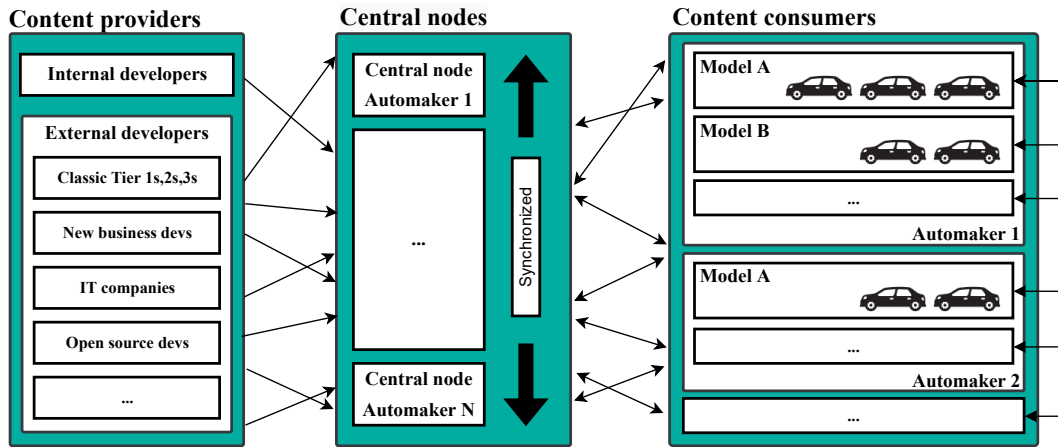 Content providers
Internal developers
External developers
Classic Tier 1s,2s,3s
New business devs
IT companies
Open source devs
...
Central nodes
Central node
Automaker 1
...
Central node
Automaker N
Synchronized
Content consumers
Model A
Model B
...
Automaker 1
Model A
...
Automaker 2
...